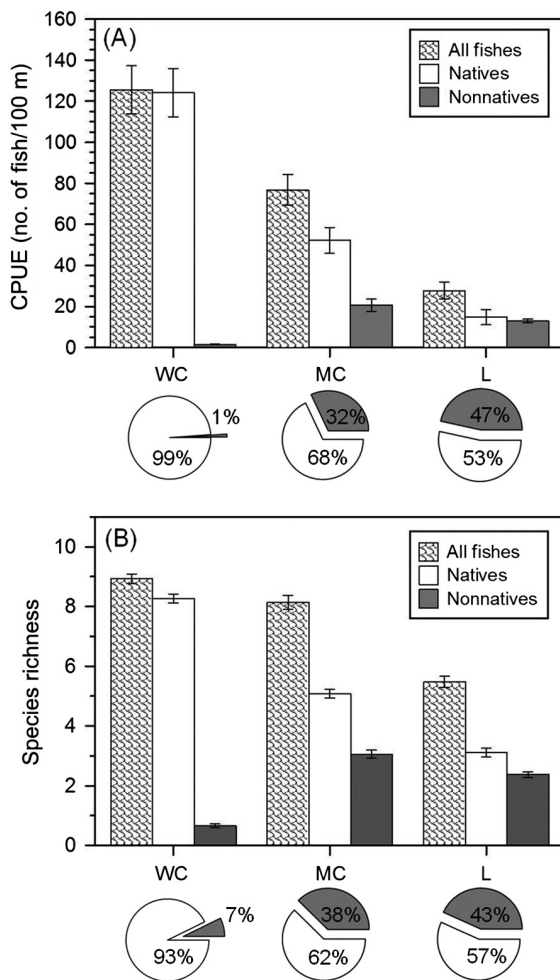 (A)
All fishes
Natives
Nonnatives
CPUE (no. of fish/100 m)
160
140
120
100
80
60
40
20
0
WC MC L
1%
99%
32%
68%
47%
53%
(B)
All fishes
Natives
Nonnatives
Species richness
10
8
6
4
2
0
WC MC L
7%
93%
38%
62%
43%
57%